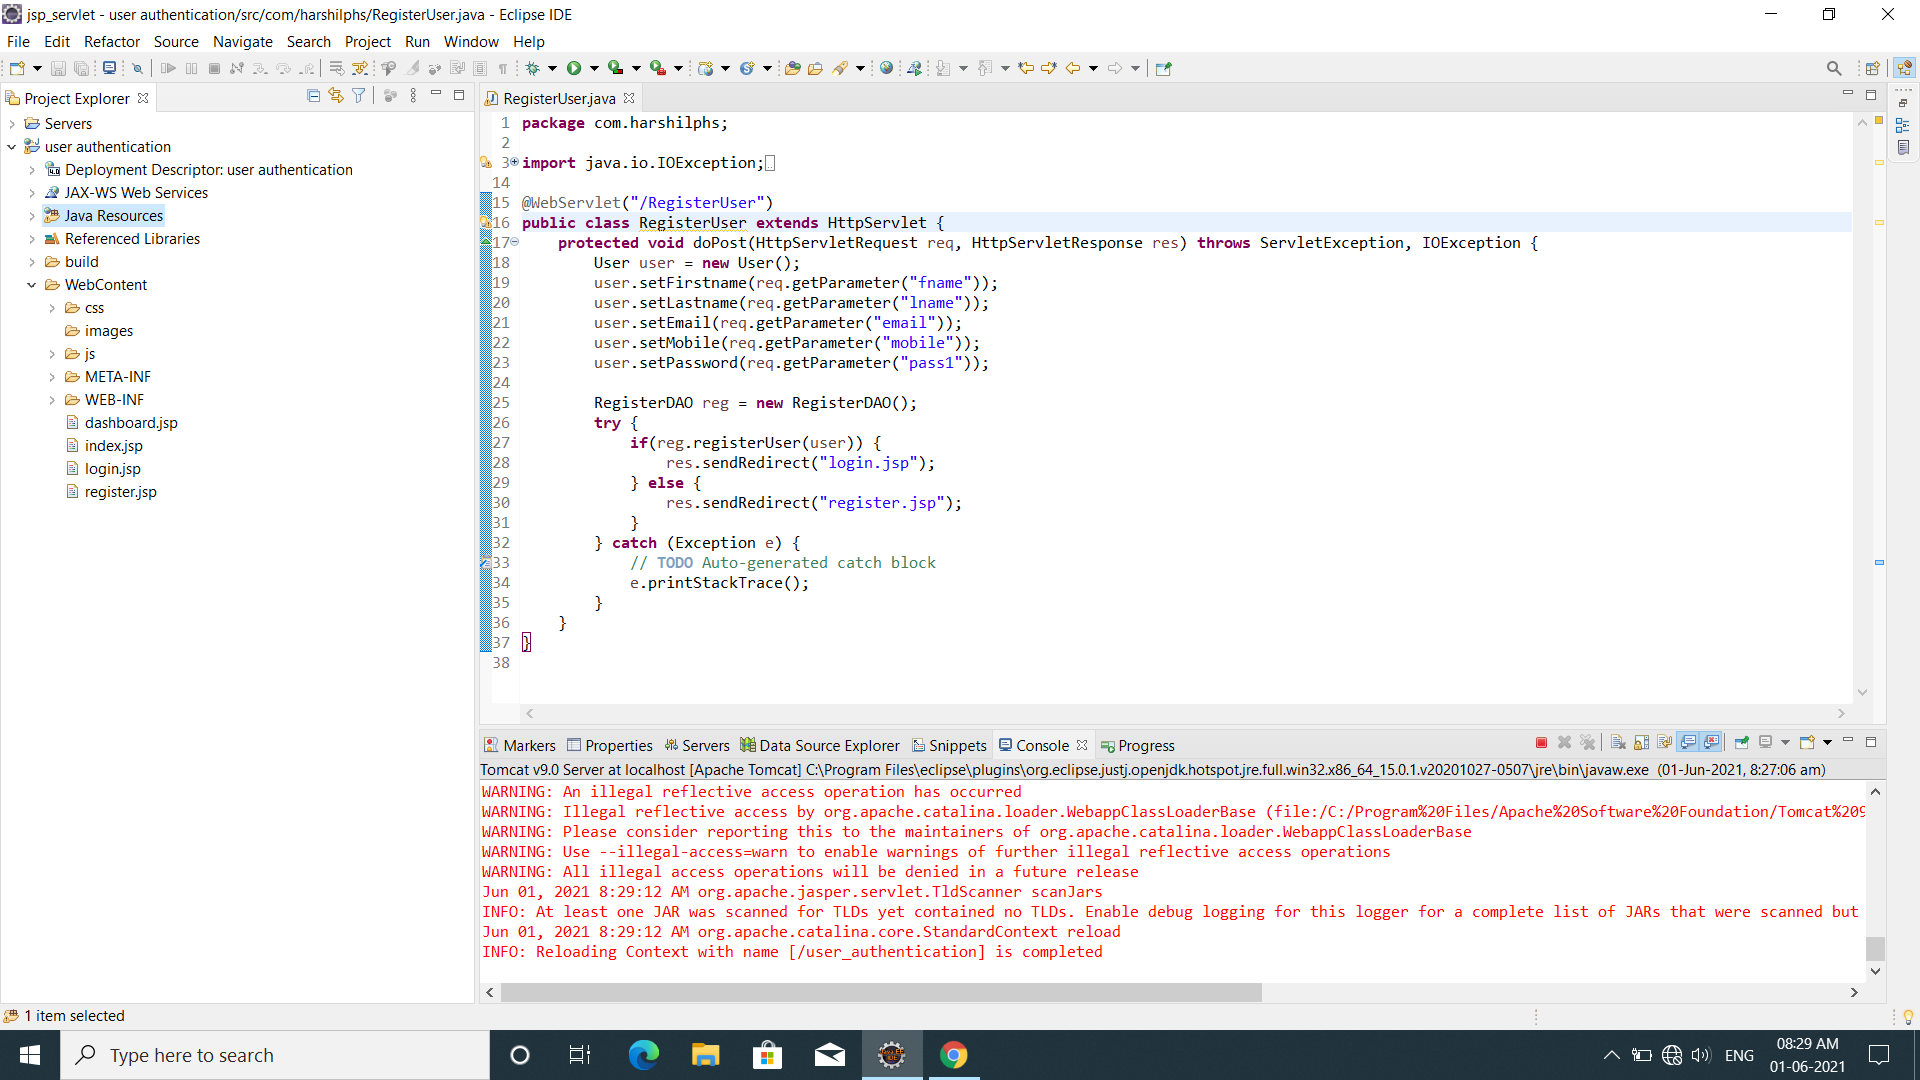 jsp_servlet - user authentication/src/com/harshilphs/RegisterUser.java - Eclipse IDE
File Edit Refactor Source Navigate Search Project Run Window Help
Project Explorer
Servers
user authentication
Deployment Descriptor: user authentication
JAX-WS Web Services
Java Resources
Referenced Libraries
build
WebContent
css
images
js
META-INF
WEB-INF
dashboard.jsp
index.jsp
login.jsp
register.jsp
RegisterUser.java
1 package com.harshilphs;
2
3 import java.io.IOException;
14
15 @WebServlet("/RegisterUser")
16 public class RegisterUser extends HttpServlet {
17     protected void doPost(HttpServletRequest req, HttpServletResponse res) throws ServletException, IOException {
18         User user = new User();
19         user.setFirstname(req.getParameter("fname"));
20         user.setLastname(req.getParameter("lname"));
21         user.setEmail(req.getParameter("email"));
22         user.setMobile(req.getParameter("mobile"));
23         user.setPassword(req.getParameter("pass1"));
24
25         RegisterDAO reg = new RegisterDAO();
26         try {
27             if(reg.registerUser(user)) {
28                 res.sendRedirect("login.jsp");
29             } else {
30                 res.sendRedirect("register.jsp");
31             }
32         } catch (Exception e) {
33             // TODO Auto-generated catch block
34             e.printStackTrace();
35         }
36     }
37 }
38
Markers Properties Servers Data Source Explorer Snippets Console Progress
Tomcat v9.0 Server at localhost [Apache Tomcat] C:\Program Files\eclipse\plugins\org.eclipse.justj.openjdk.hotspot.jre.full.win32.x86_64_15.0.1.v20201027-0507\jre\bin\javaw.exe (01-Jun-2021, 8:27:06 am)
WARNING: An illegal reflective access operation has occurred
WARNING: Illegal reflective access by org.apache.catalina.loader.WebappClassLoaderBase (file:/C:/Program%20Files/Apache%20Software%20Foundation/Tomcat%209
WARNING: Please consider reporting this to the maintainers of org.apache.catalina.loader.WebappClassLoaderBase
WARNING: Use --illegal-access=warn to enable warnings of further illegal reflective access operations
WARNING: All illegal access operations will be denied in a future release
Jun 01, 2021 8:29:12 AM org.apache.jasper.servlet.TldScanner scanJars
INFO: At least one JAR was scanned for TLDs yet contained no TLDs. Enable debug logging for this logger for a complete list of JARs that were scanned but
Jun 01, 2021 8:29:12 AM org.apache.catalina.core.StandardContext reload
INFO: Reloading Context with name [/user_authentication] is completed
1 item selected
Type here to search
ENG
08:29 AM
01-06-2021